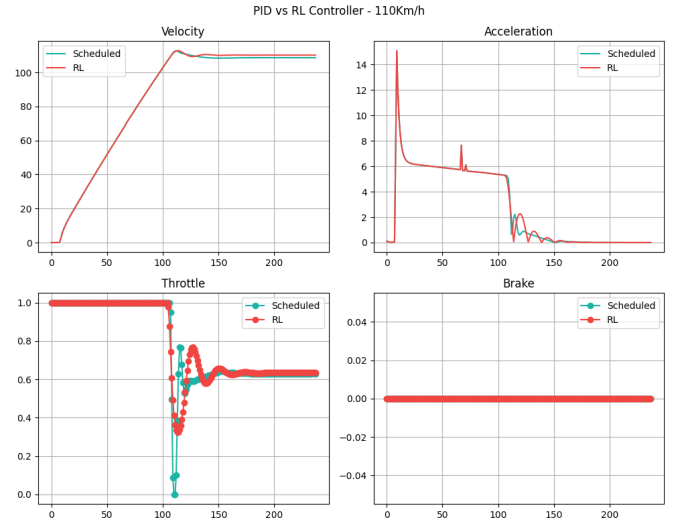 PID vs RL Controller - 110Km/h
Velocity
Scheduled
RL
100
80
60
40
20
0
0 50 100 150 200
Acceleration
Scheduled
RL
14
12
10
8
6
4
2
0
0 50 100 150 200
Throttle
Scheduled
RL
1.0
0.8
0.6
0.4
0.2
0.0
0 50 100 150 200
Brake
Scheduled
RL
0.04
0.02
0.00
−0.02
−0.04
0 50 100 150 200